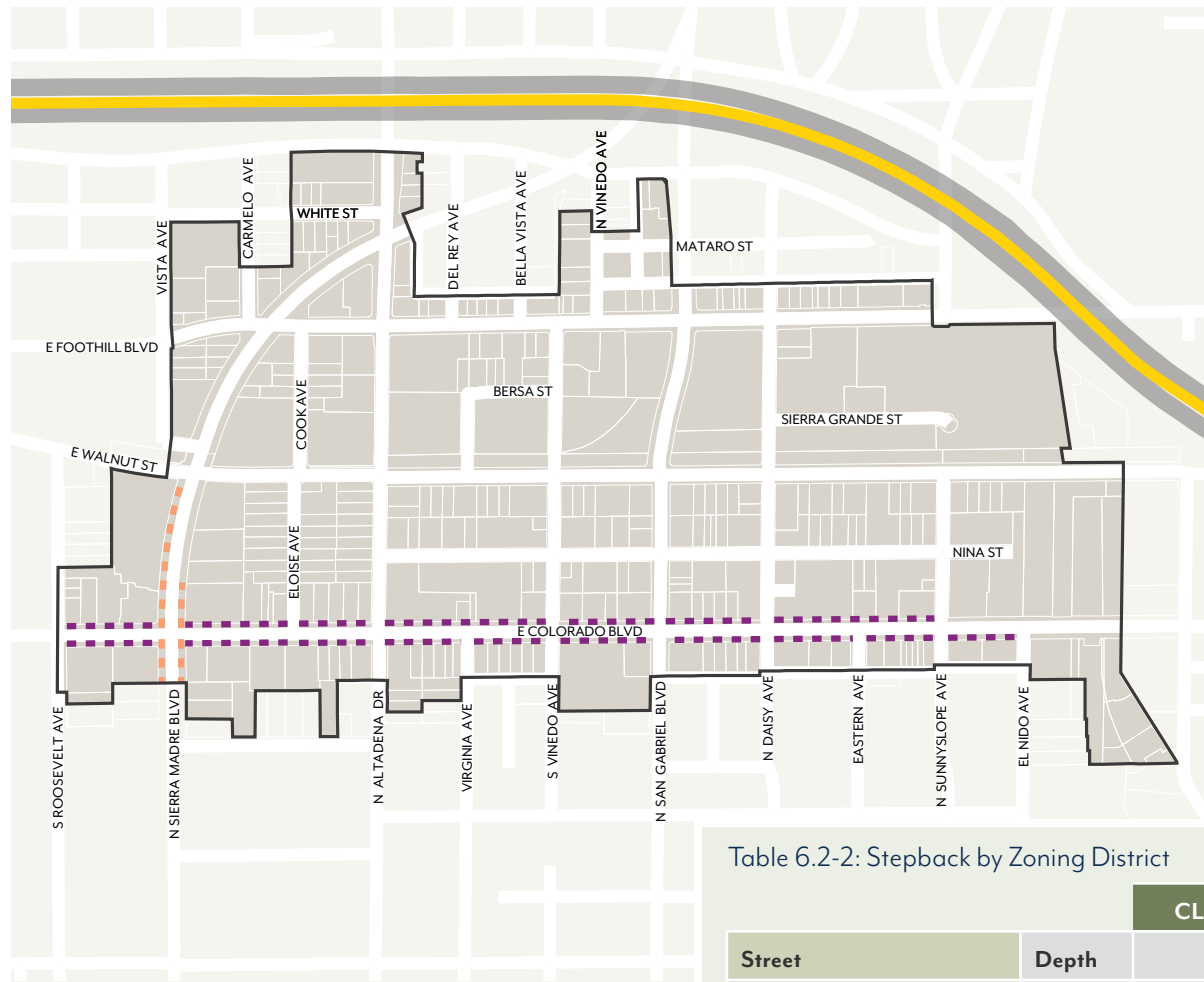 N VINEDO AVE
CARMELO AVE
BELLA VISTA AVE
DEL REY AVE
WHITE ST
VISTA AVE
MATARO ST
E FOOTHILL BLVD
COOK AVE
BERSA ST
SIERRA GRANDE ST
E WALNUT ST
ELOISE AVE
NINA ST
E COLORADO BLVD
S ROOSEVELT AVE
N SIERRA MADRE BLVD
N ALTADENA DR
VIRGINIA AVE
S VINEDO AVE
N SAN GABRIEL BLVD
N DAISY AVE
EASTERN AVE
N SUNNYSLOPE AVE
EL NIDO AVE
Table 6.2-2: Stepback by Zoning District
CL
Street Depth